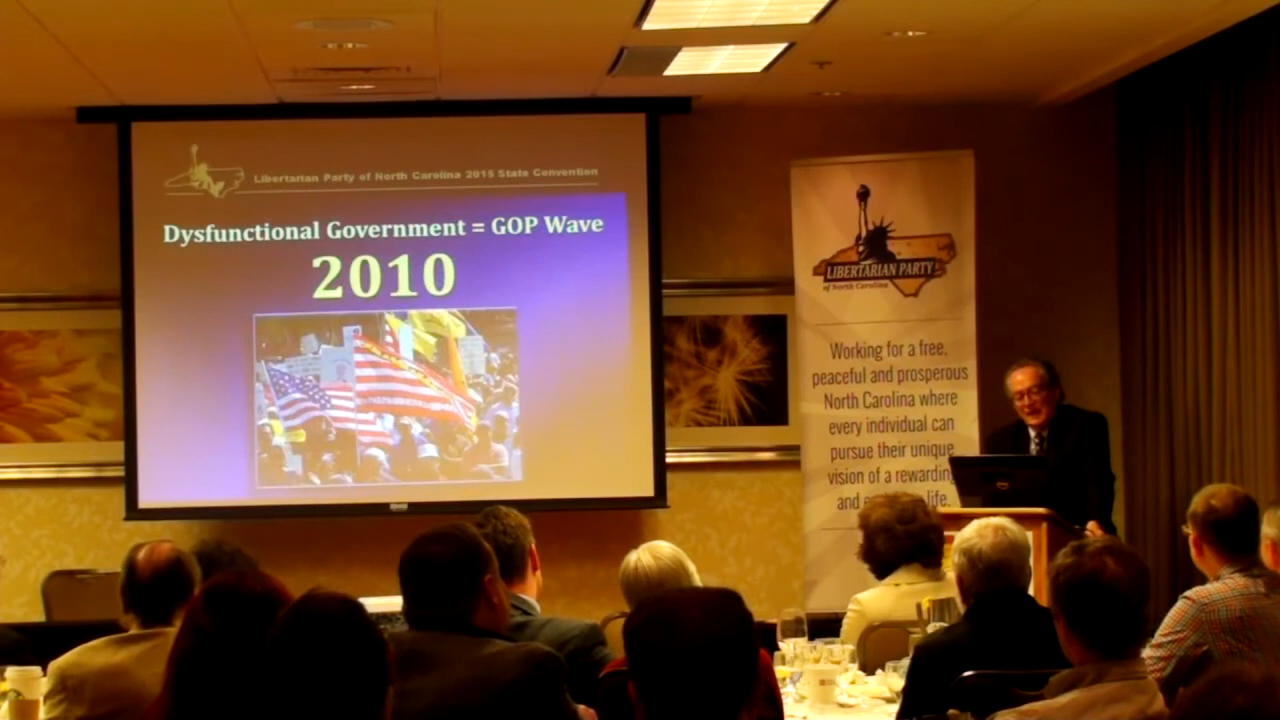 Libertarian Party of North Carolina 2015 State Convention
Dysfunctional Government = GOP Wave
2010
LIBERTARIAN PARTY
of North Carolina
Working for a free,
peaceful and prosperous
North Carolina where
every individual can
pursue their unique
vision of a rewarding
and life.